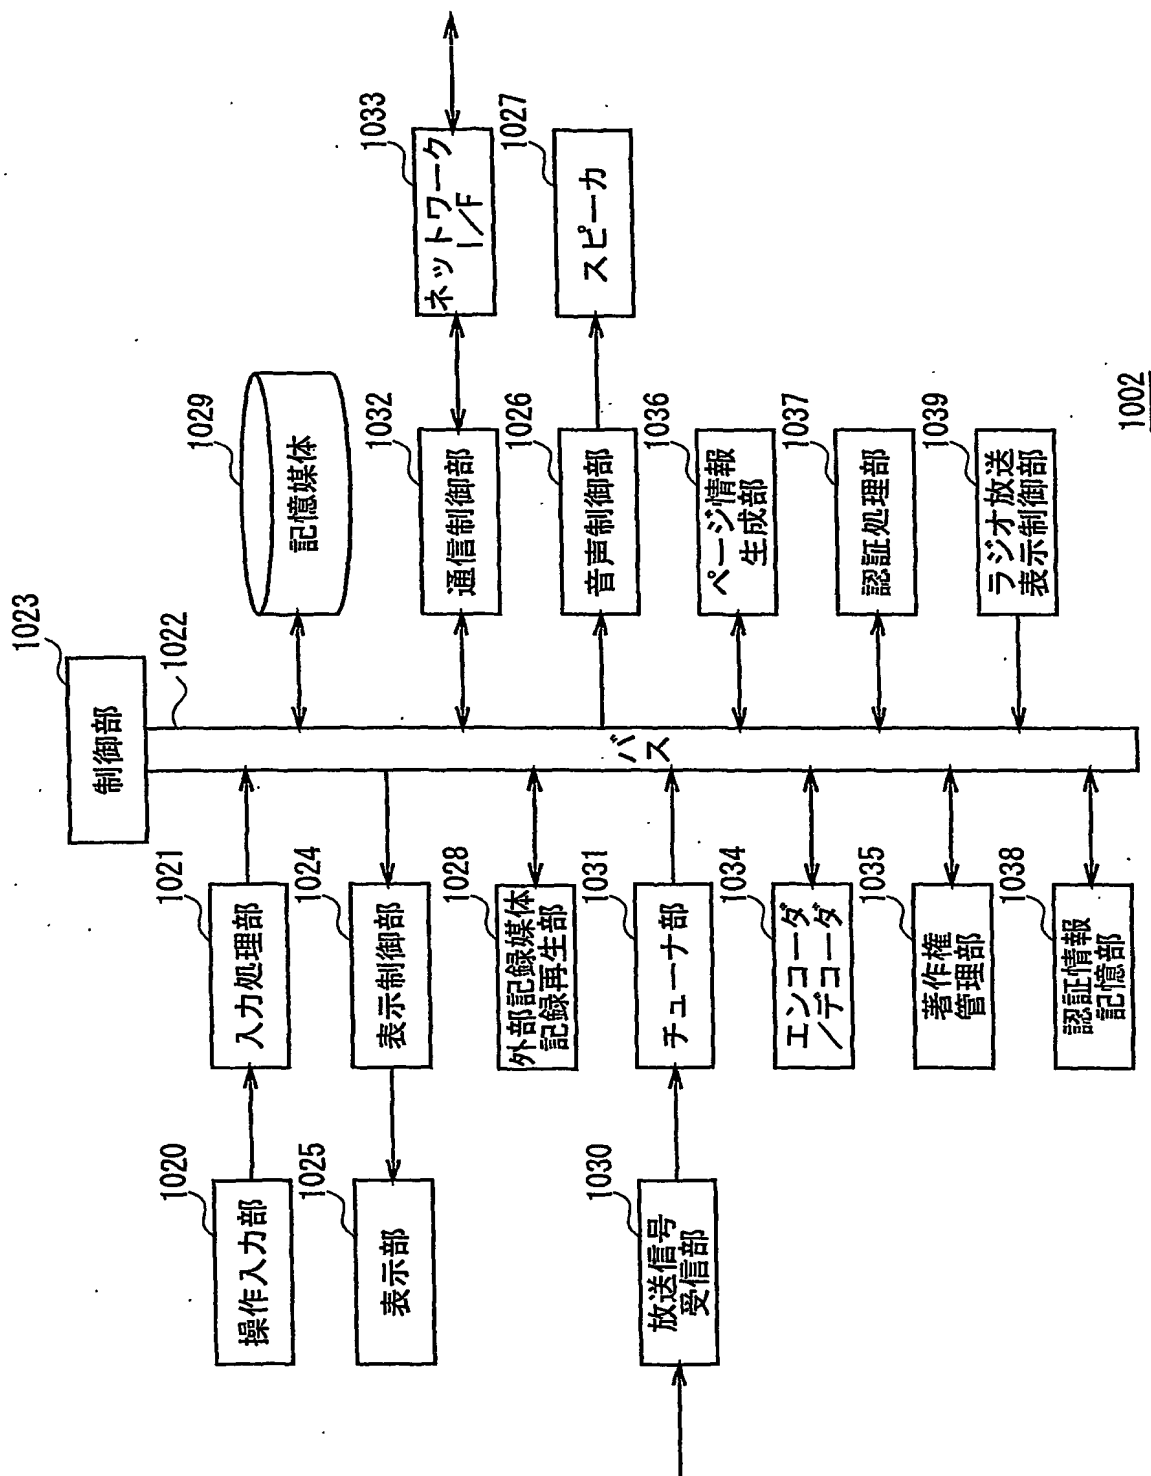 1023
制御部
1022
バス
1020
操作入力部
1021
入力処理部
1025
表示部
1024
表示制御部
1028
外部記録媒体
記録再生部
1030
放送信号
受信部
1031
チューナ部
1034
エンコーダ
/デコーダ
1035
著作権
管理部
1038
認証情報
記憶部
1029
記憶媒体
1032
通信制御部
1033
ネットワーク
I/F
1026
音声制御部
1027
スピーカ
1036
ページ情報
生成部
1037
認証処理部
1039
ラジオ放送
表示制御部
1002